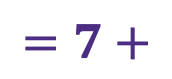 = 7 +